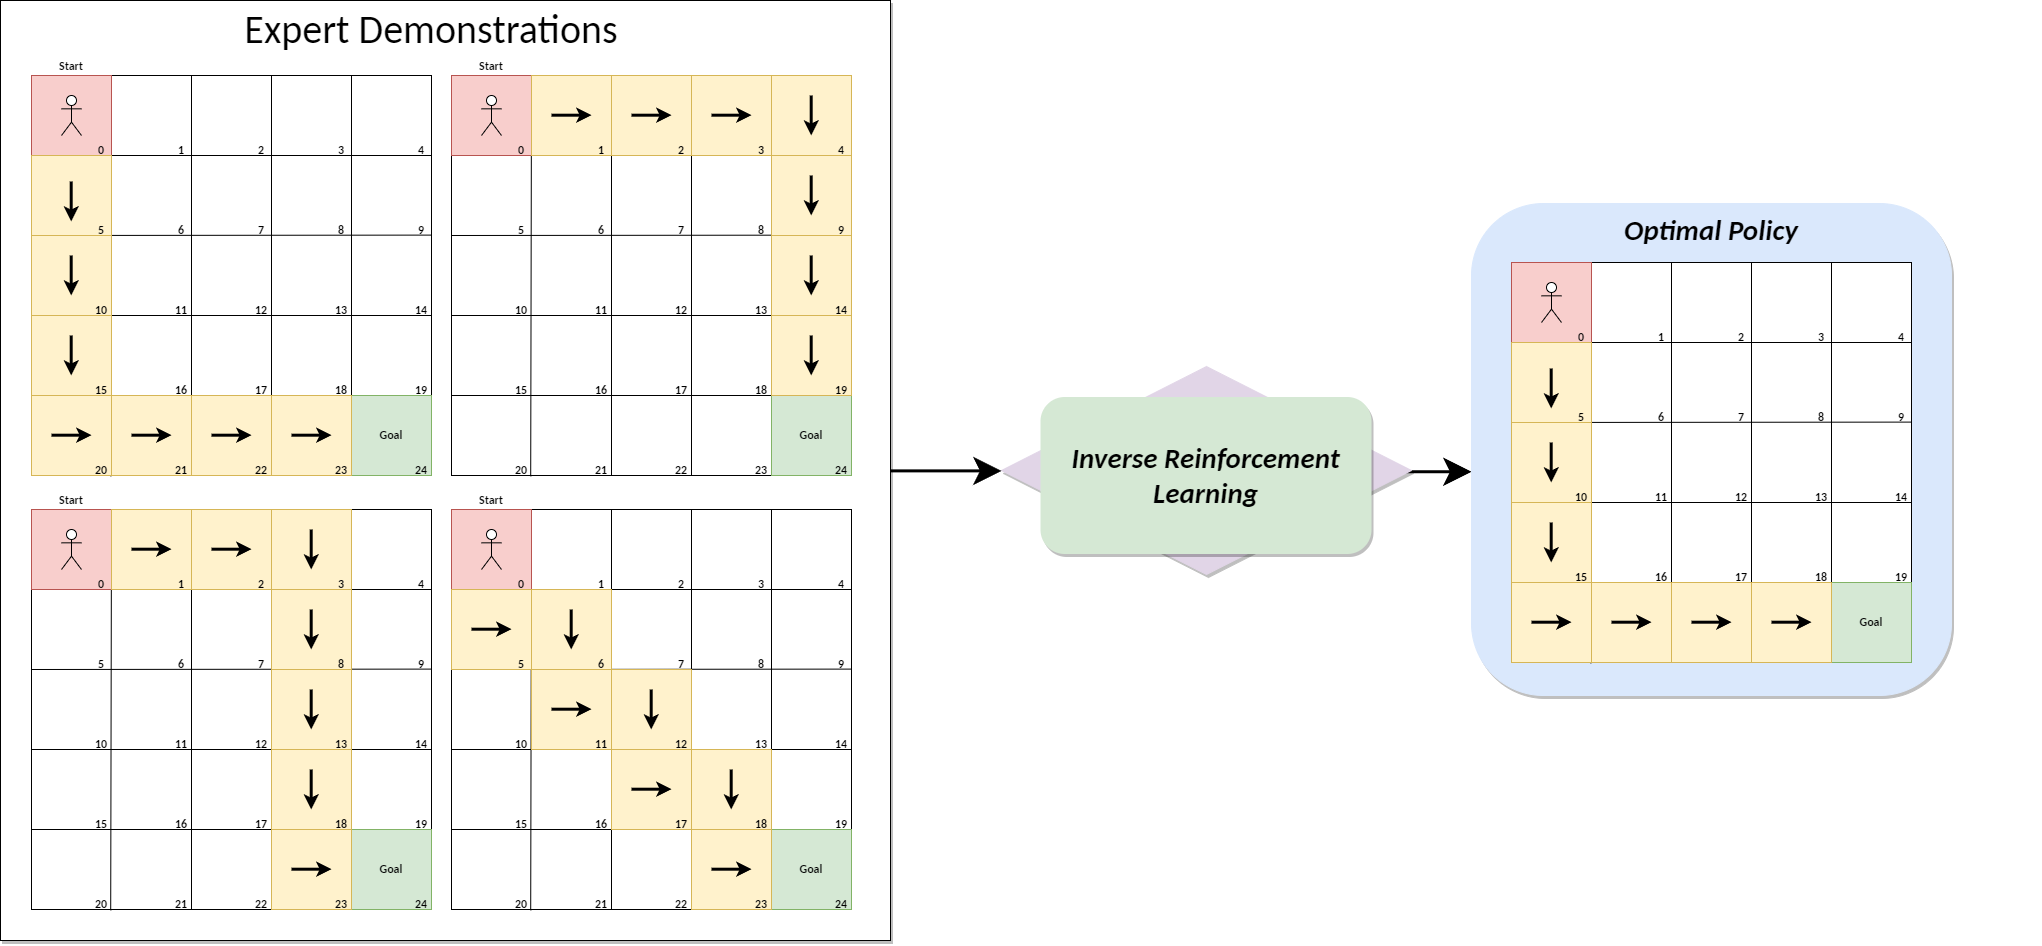 Expert Demonstrations
Start
0 1 2 3 4
5 6 7 8 9
10 11 12 13 14
15 16 17 18 19
Goal
20 21 22 23 24
Start
0 1 2 3 4
5 6 7 8 9
10 11 12 13 14
15 16 17 18 19
Goal
20 21 22 23 24
Start
0 1 2 3 4
5 6 7 8 9
10 11 12 13 14
15 16 17 18 19
Goal
20 21 22 23 24
Start
0 1 2 3 4
5 6 7 8 9
10 11 12 13 14
15 16 17 18 19
Goal
20 21 22 23 24
Inverse Reinforcement
Learning
Optimal Policy
0 1 2 3 4
5 6 7 8 9
10 11 12 13 14
15 16 17 18 19
Goal